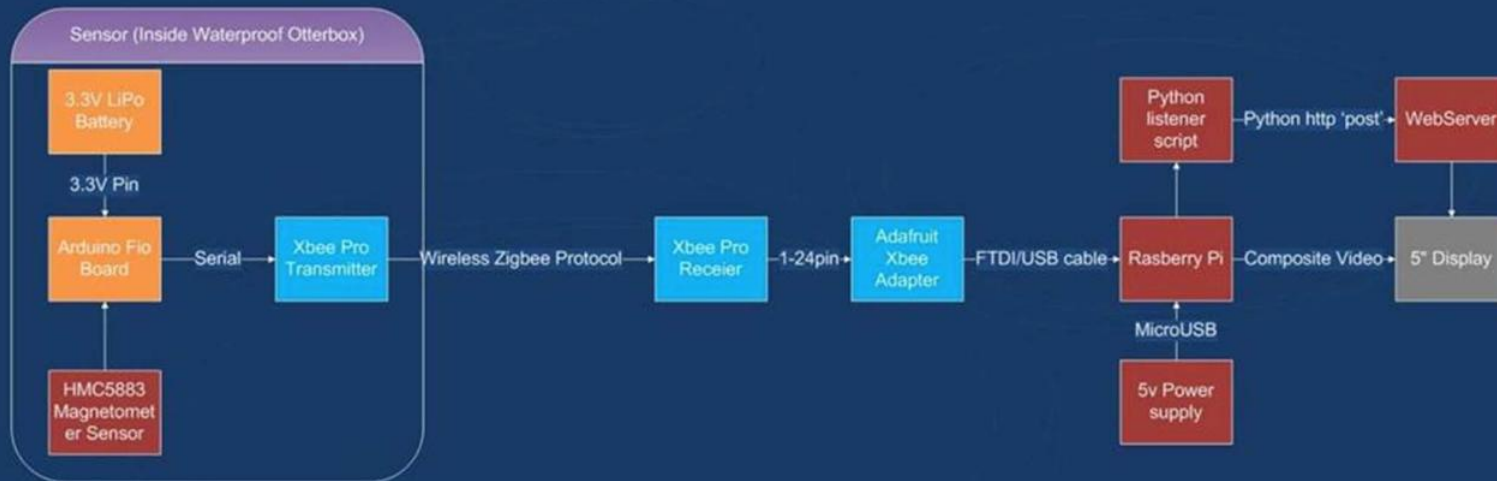 Sensor (Inside Waterproof Otterbox)
3.3V LiPo
Battery
3.3V Pin
Arduino Fio
Board
Serial
Xbee Pro
Transmitter
HMC5883
Magnetomet
er Sensor
Wireless Zigbee Protocol
Xbee Pro
Receier
1-24pin
Adafruit
Xbee
Adapter
FTDI/USB cable
Python
listener
script
Python http ‘post’
WebServer
Rasberry Pi
Composite Video
5" Display
MicroUSB
5v Power
supply